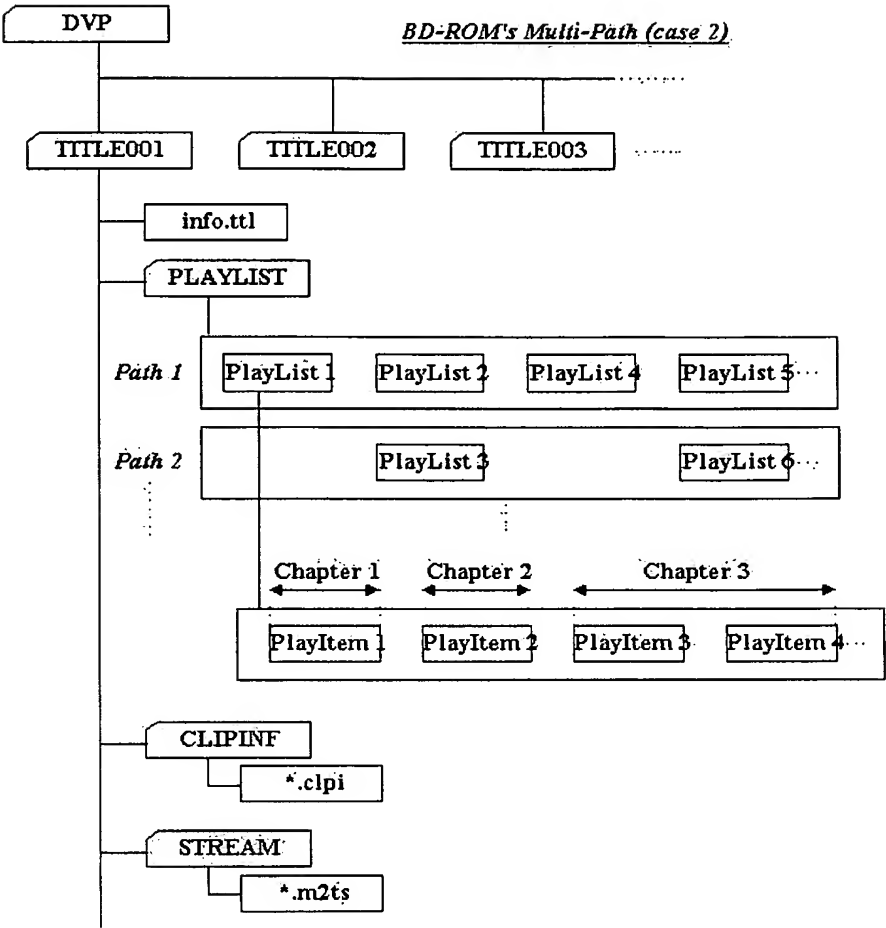 DVP
BD-ROM's Multi-Path (case 2)
TITLE001 TITLE002 TITLE003
info.ttl
PLAYLIST
Path 1 PlayList 1 PlayList 2 PlayList 4 PlayList 5
Path 2 PlayList 3 PlayList 6
Chapter 1 Chapter 2 Chapter 3
PlayItem 1 PlayItem 2 PlayItem 3 PlayItem 4
CLIPINF
*.clpi
STREAM
*.m2ts